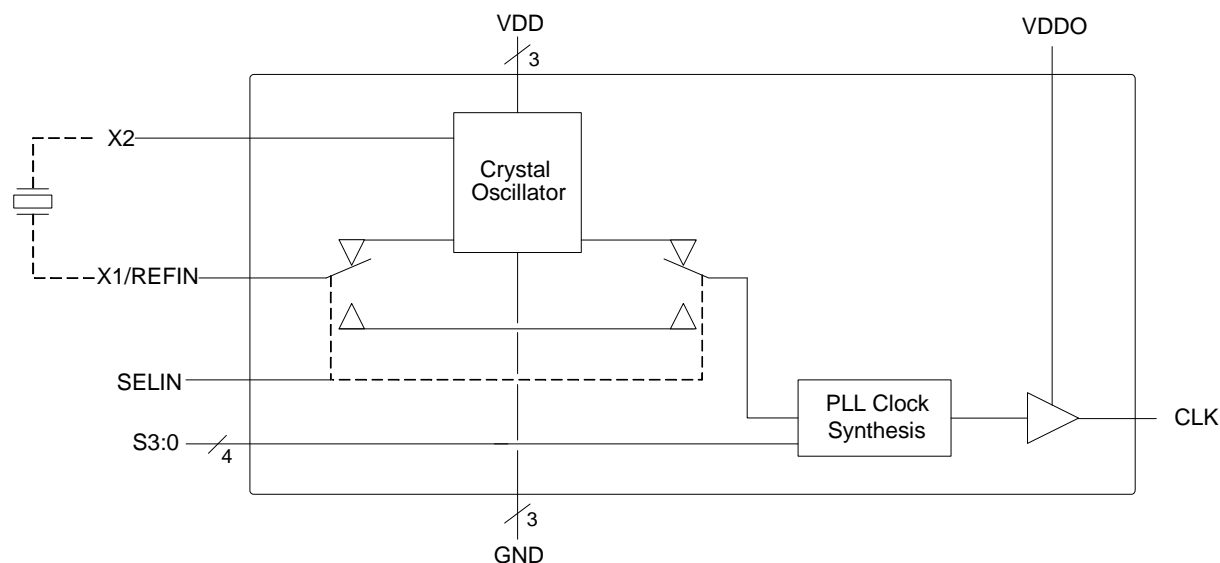 VDD
VDDO
3
X2
Crystal
Oscillator
X1/REFIN
SELIN
PLL Clock
Synthesis
CLK
S3:0
4
3
GND